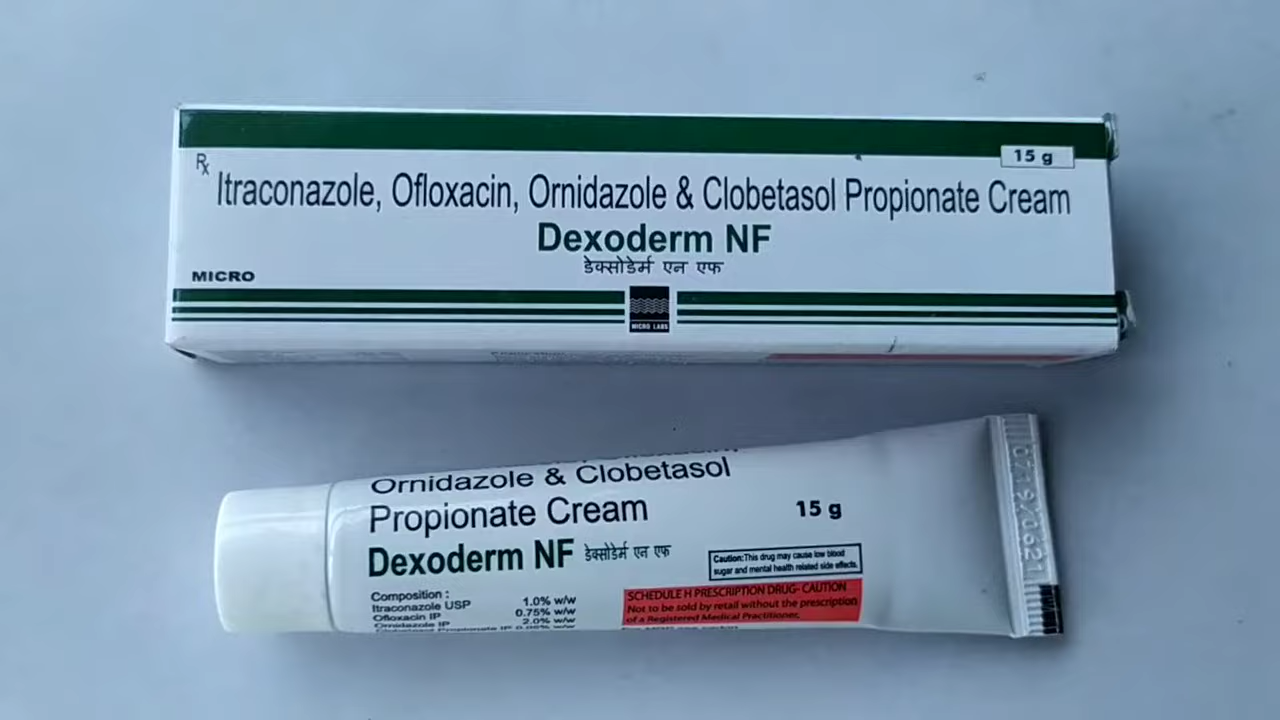 15 g
Rx
Itraconazole, Ofloxacin, Ornidazole & Clobetasol Propionate Cream
Dexoderm NF
डेक्सोडेर्म एन एफ
MICRO
MICRO LABS
Ornidazole & Clobetasol
Propionate Cream
15 g
Dexoderm NF डेक्सोडेर्म एन एफ
Caution: This drug may cause low blood
sugar and mental health related side effects.
Composition :
Itraconazole USP 1.0% w/w
Ofloxacin IP 0.75% w/w
Ornidazole IP 2.0% w/w
SCHEDULE H PRESCRIPTION DRUG- CAUTION
Not to be sold by retail without the prescription
of a Registered Medical Practitioner.